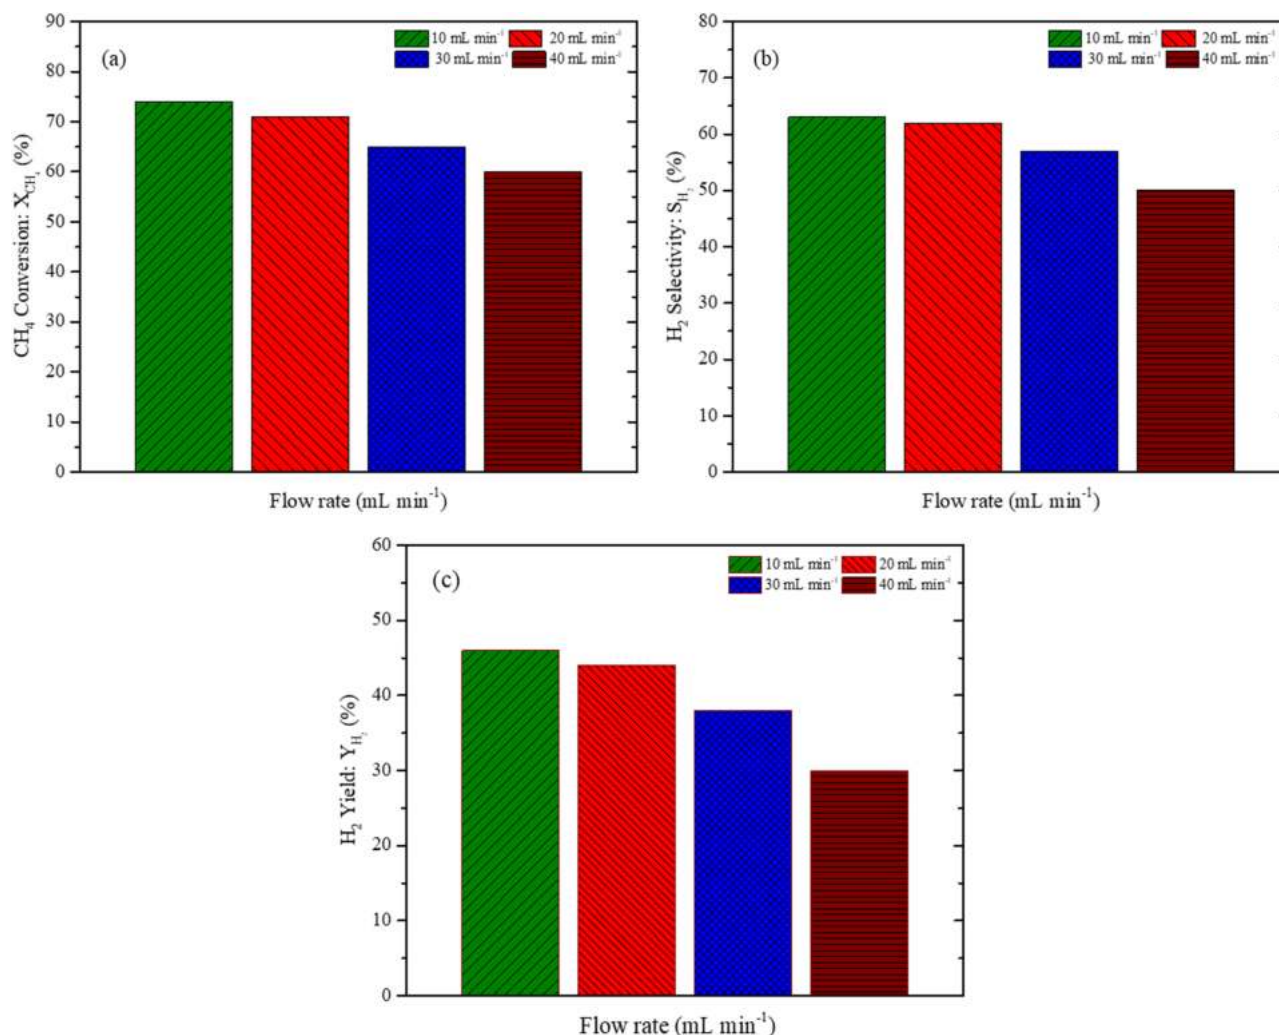 (a)
10 mL min⁻¹ 20 mL min⁻¹
30 mL min⁻¹ 40 mL min⁻¹
CH₄ Conversion: X_CH₄ (%)
90
80
70
60
50
40
30
20
10
0
Flow rate (mL min⁻¹)
(b)
10 mL min⁻¹ 20 mL min⁻¹
30 mL min⁻¹ 40 mL min⁻¹
H₂ Selectivity: S_H₂ (%)
80
70
60
50
40
30
20
10
0
Flow rate (mL min⁻¹)
(c)
10 mL min⁻¹ 20 mL min⁻¹
30 mL min⁻¹ 40 mL min⁻¹
H₂ Yield: Y_H₂ (%)
60
50
40
30
20
10
0
Flow rate (mL min⁻¹)